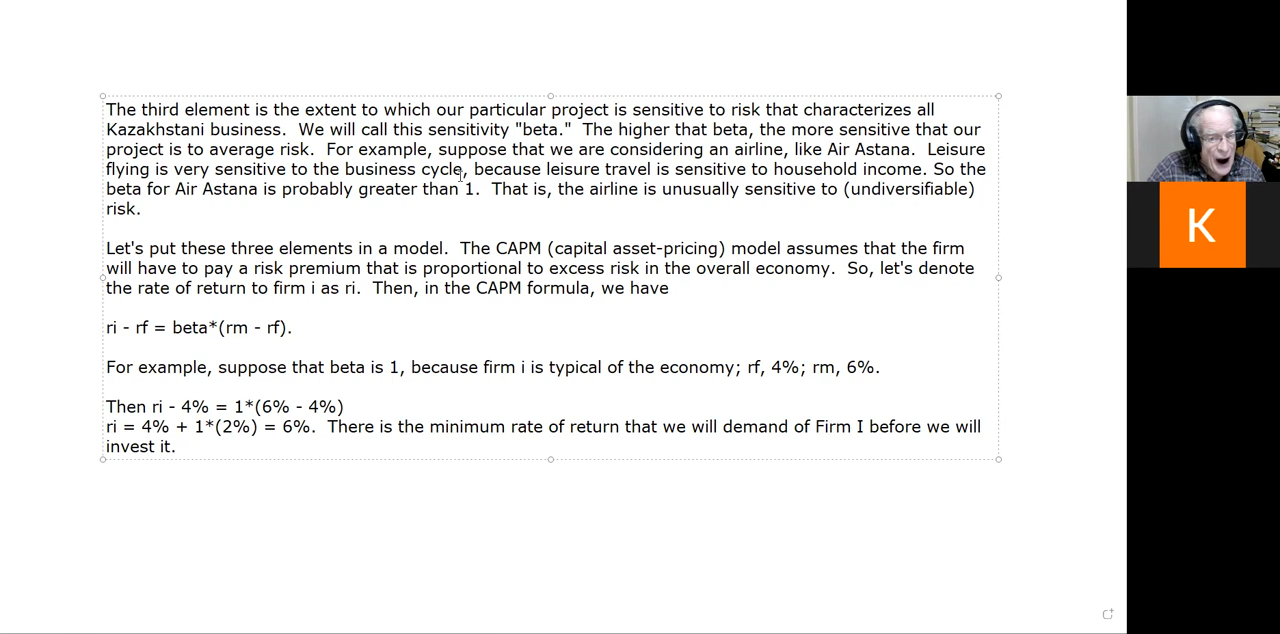 The third element is the extent to which our particular project is sensitive to risk that characterizes all
Kazakhstani business.  We will call this sensitivity "beta."  The higher that beta, the more sensitive that our
project is to average risk.  For example, suppose that we are considering an airline, like Air Astana.  Leisure
flying is very sensitive to the business cycle, because leisure travel is sensitive to household income. So the
beta for Air Astana is probably greater than 1.  That is, the airline is unusually sensitive to (undiversifiable)
risk.
Let's put these three elements in a model.  The CAPM (capital asset-pricing) model assumes that the firm
will have to pay a risk premium that is proportional to excess risk in the overall economy.  So, let's denote
the rate of return to firm i as ri.  Then, in the CAPM formula, we have
ri - rf = beta*(rm - rf).
For example, suppose that beta is 1, because firm i is typical of the economy; rf, 4%; rm, 6%.
Then ri - 4% = 1*(6% - 4%)
ri = 4% + 1*(2%) = 6%.  There is the minimum rate of return that we will demand of Firm I before we will
invest it.
K